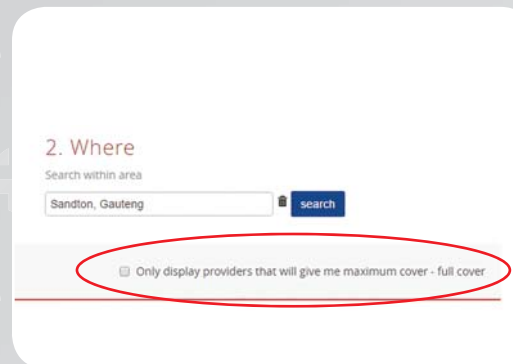 2. Where
Search within area
Sandton, Gauteng
search
Only display providers that will give me maximum cover - full cover